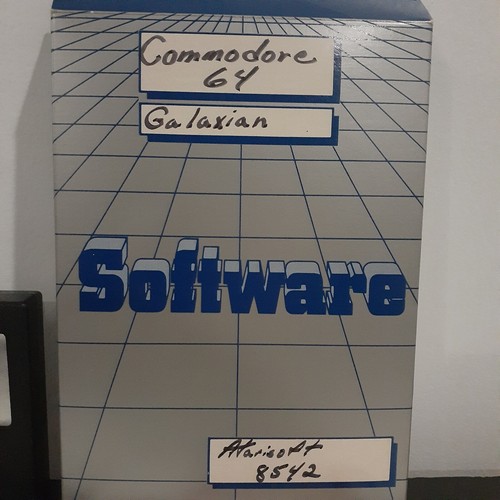 Commodore
64
Galaxian
Software
Atarisoft
8542